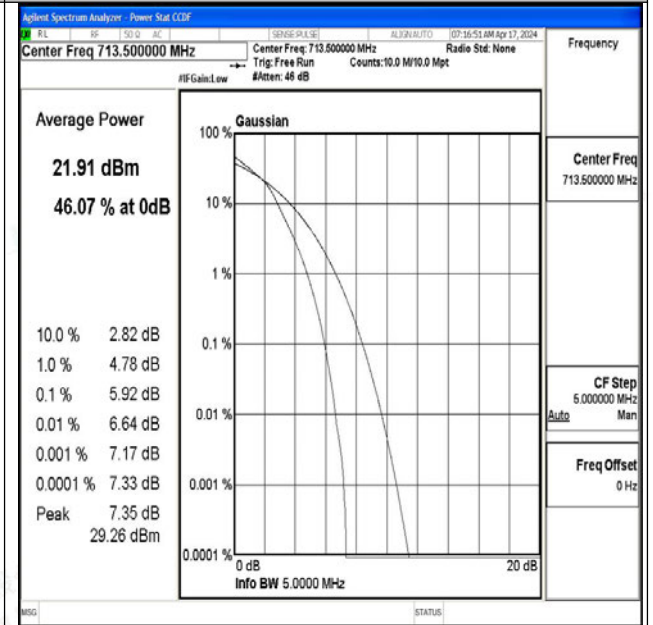 Agilent Spectrum Analyzer - Power Stat CCDF
RL RF 50 Ω AC SENSE:PULSE ALIGN AUTO 07:16:51 AM Apr 17, 2024
Center Freq 713.500000 MHz
Center Freq: 713.500000 MHz Radio Std: None
Trig: Free Run Counts:10.0 M/10.0 Mpt
#IFGain:Low #Atten: 46 dB
Frequency
Average Power
21.91 dBm
46.07 % at 0dB
10.0 % 2.82 dB
1.0 % 4.78 dB
0.1 % 5.92 dB
0.01 % 6.64 dB
0.001 % 7.17 dB
0.0001 % 7.33 dB
Peak 7.35 dB
29.26 dBm
Gaussian
100 %
10 %
1 %
0.1 %
0.01 %
0.001 %
0.0001 %
0 dB 20 dB
Info BW 5.0000 MHz
Center Freq
713.500000 MHz
CF Step
5.000000 MHz
Auto Man
Freq Offset
0 Hz
MSG STATUS